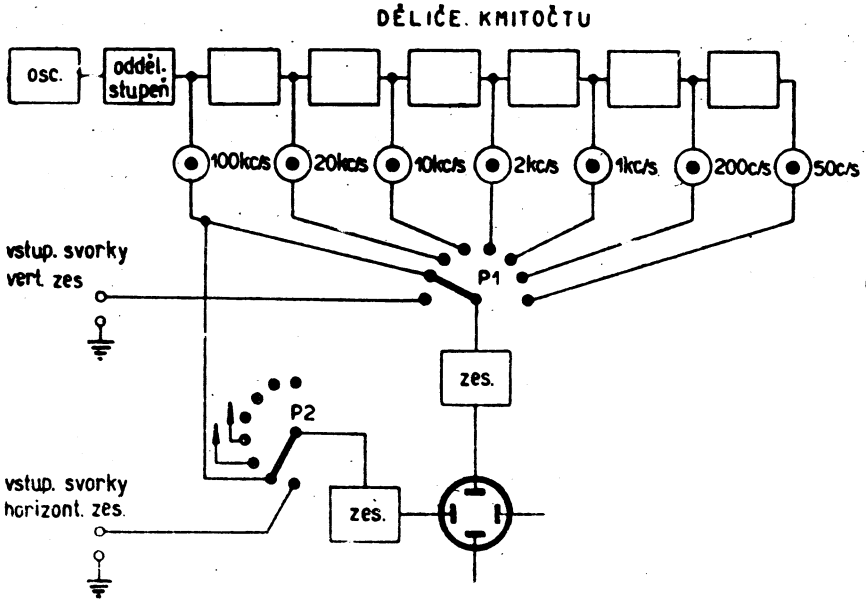 DĚLIČE. KMITOČTU
osc.
odděl.
stupeň
100kc/s
20kc/s
10kc/s
2kc/s
1kc/s
200c/s
50c/s
vstup. svorky
vert. zes
P1
zes.
P2
vstup. svorky
horizont. zes.
zes.